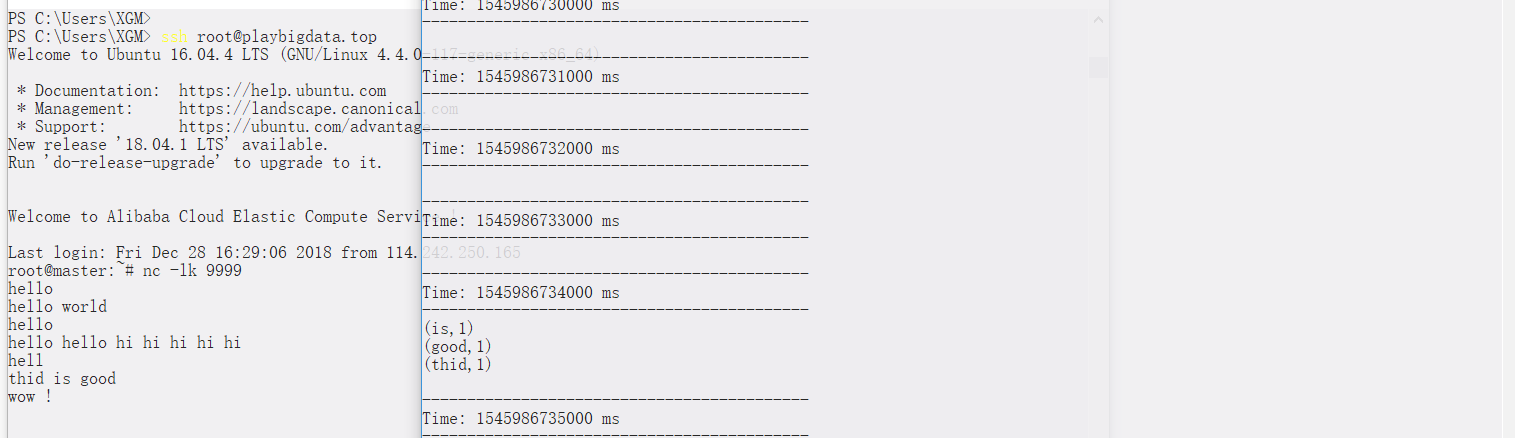 PS C:\Users\XGM>
PS C:\Users\XGM> ssh root@playbigdata.top
Welcome to Ubuntu 16.04.4 LTS (GNU/Linux 4.4.0-117-generic x86_64)
* Documentation:  https://help.ubuntu.com
* Management:     https://landscape.canonical.com
* Support:        https://ubuntu.com/advantage
New release '18.04.1 LTS' available.
Run 'do-release-upgrade' to upgrade to it.
Welcome to Alibaba Cloud Elastic Compute Service !
Last login: Fri Dec 28 16:29:06 2018 from 114.242.250.165
root@master:~# nc -lk 9999
hello
hello world
hello
hello hello hi hi hi hi hi
hell
thid is good
wow !
Time: 1545986730000 ms
-------------------------------------------
-------------------------------------------
Time: 1545986731000 ms
-------------------------------------------
-------------------------------------------
Time: 1545986732000 ms
-------------------------------------------
-------------------------------------------
Time: 1545986733000 ms
-------------------------------------------
-------------------------------------------
Time: 1545986734000 ms
-------------------------------------------
(is,1)
(good,1)
(thid,1)
-------------------------------------------
Time: 1545986735000 ms
-------------------------------------------